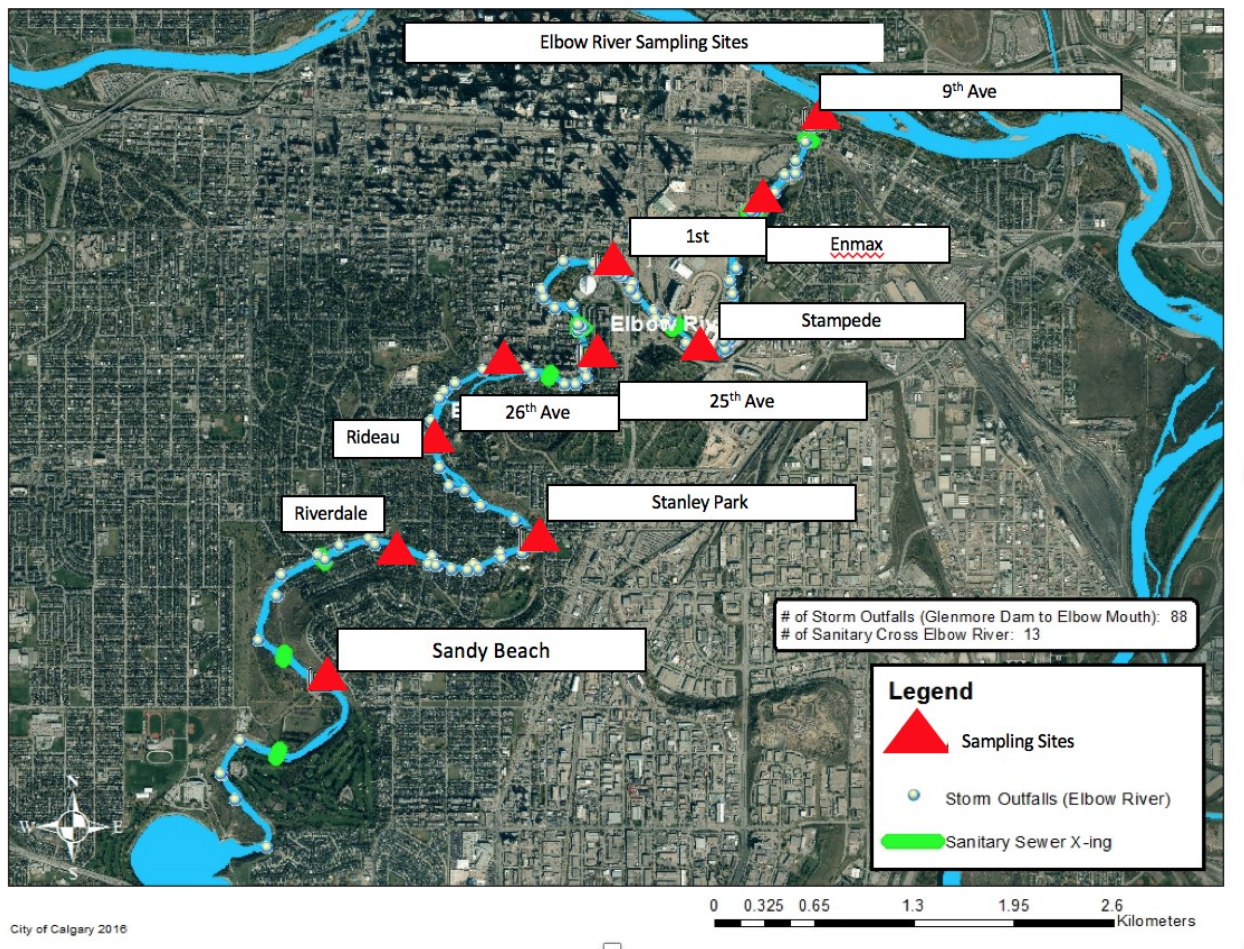 Elbow River Sampling Sites
9th Ave
1st
Enmax
Elbow Riv
Stampede
25th Ave
26th Ave
Rideau
Stanley Park
Riverdale
# of Storm Outfalls (Glenmore Dam to Elbow Mouth): 88
# of Sanitary Cross Elbow River: 13
Sandy Beach
Legend
Sampling Sites
Storm Outfalls (Elbow River)
Sanitary Sewer X-ing
N
W E
S
0 0.325 0.65 1.3 1.95 2.6
Kilometers
City of Calgary 2016